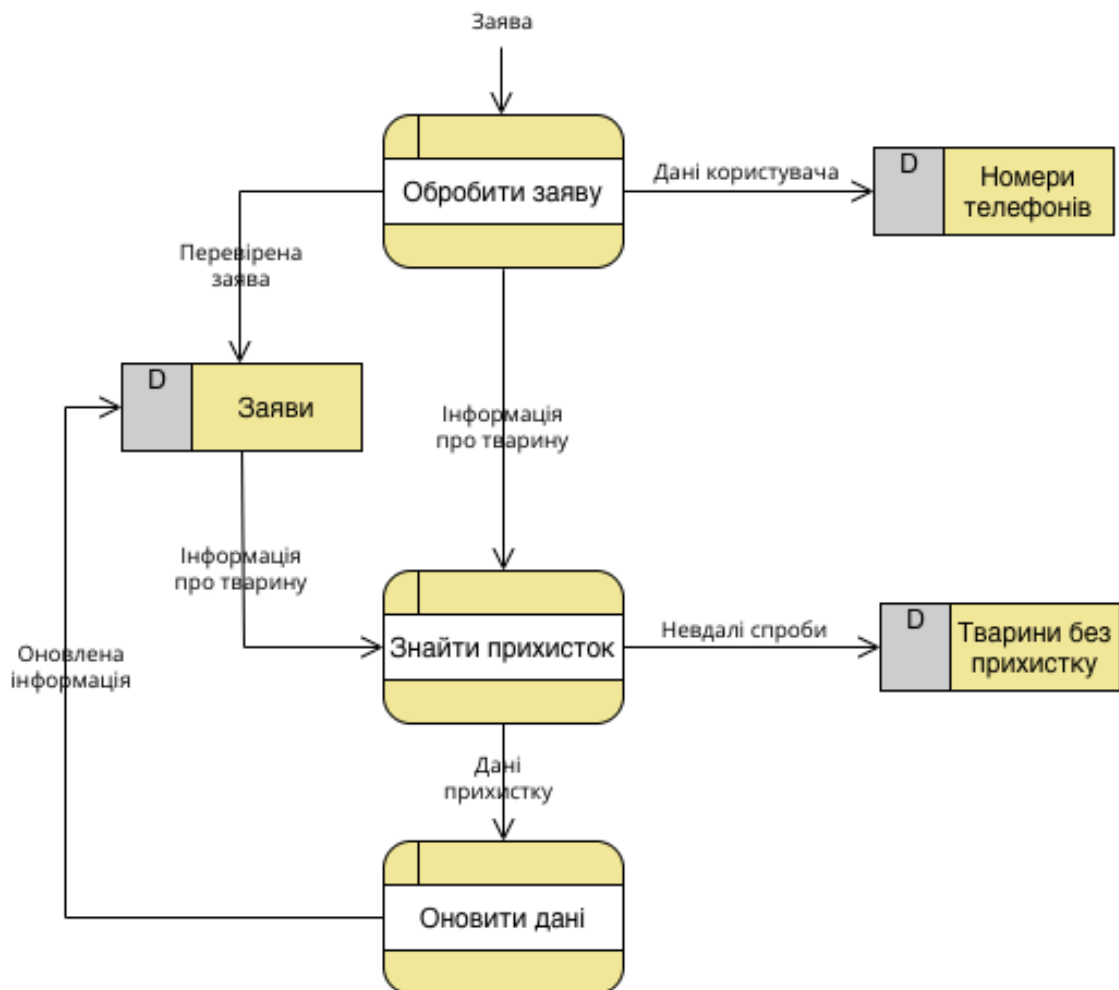 Заява
Обробити заяву
Дані користувача
D
Номери
телефонів
Перевірена
заява
D
Заяви
Інформація
про тварину
Інформація
про тварину
Знайти прихисток
Невдалі спроби
D
Тварини без
прихистку
Оновлена
інформація
Дані
прихистку
Оновити дані